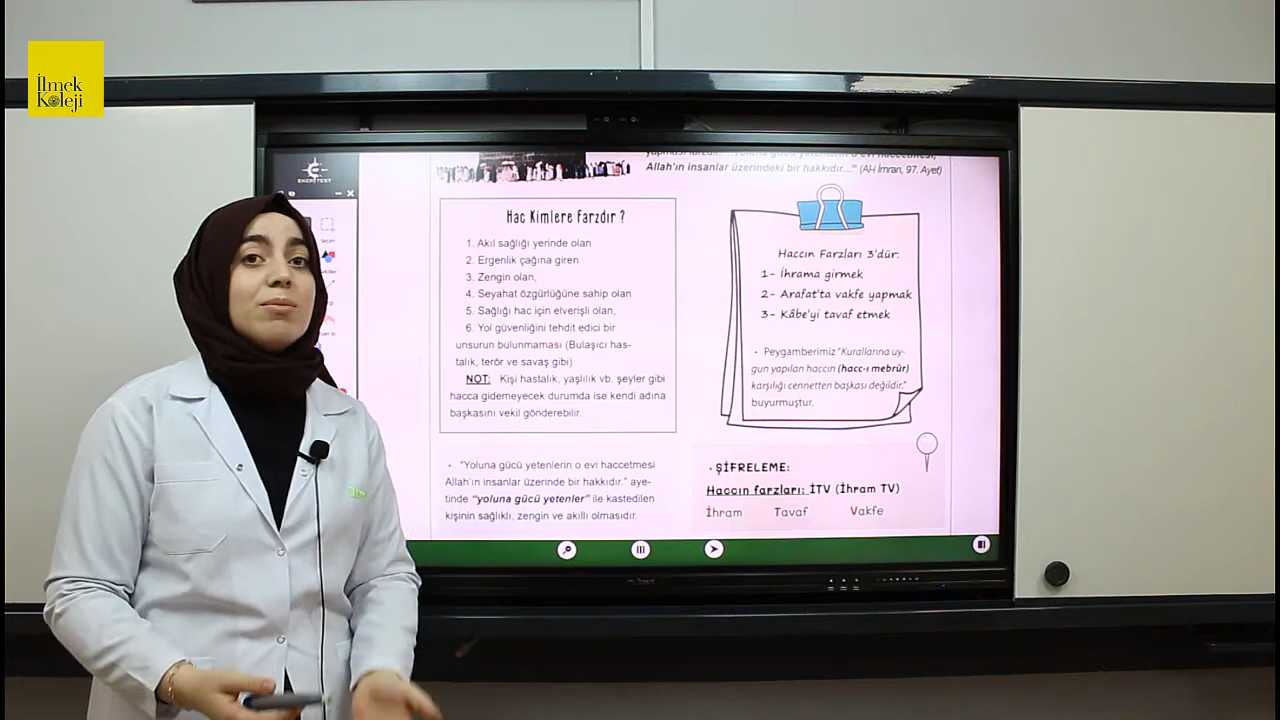 İlmek
Koleji
EKERTEST
Allah'ın insanlar üzerindeki bir hakkıdır..." (Al-i İmran, 97. Ayet)
Hac Kimlere Farzdır ?
1. Akıl sağlığı yerinde olan
2. Ergenlik çağına giren
3. Zengin olan,
4. Seyahat özgürlüğüne sahip olan
5. Sağlığı hac için elverişli olan,
6. Yol güvenliğini tehdit edici bir
unsurun bulunmaması (Bulaşıcı has-
talık, terör ve savaş gibi)
NOT: Kişi hastalık, yaşlılık vb. şeyler gibi
hacca gidemeyecek durumda ise kendi adına
başkasını vekil gönderebilir.
- "Yoluna gücü yetenlerin o evi haccetmesi
Allah'ın insanlar üzerinde bir hakkıdır." aye-
tinde "yoluna gücü yetenler" ile kastedilen
kişinin sağlıklı, zengin ve akıllı olmasıdır.
Haccın Farzları 3'dür:
1- İhrama girmek
2- Arafat'ta vakfe yapmak
3- Kâbe'yi tavaf etmek
- Peygamberimiz "Kurallarına uy-
gun yapılan haccın (hacc-ı mebrûr)
karşılığı cennetten başkası değildir."
buyurmuştur.
- ŞİFRELEME:
Haccın farzları: İTV (İhram TV)
İhram Tavaf Vakfe